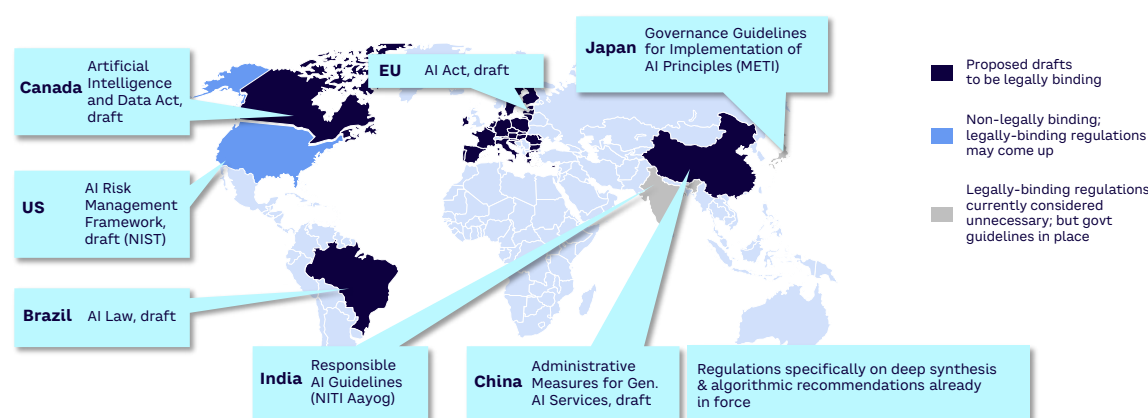 Canada
Artificial
Intelligence
and Data Act,
draft
EU
AI Act, draft
Japan
Governance Guidelines
for Implementation of
AI Principles (METI)
US
AI Risk
Management
Framework,
draft (NIST)
Brazil
AI Law, draft
India
Responsible
AI Guidelines
(NITI Aayog)
China
Administrative
Measures for Gen.
AI Services, draft
Regulations specifically on deep synthesis
& algorithmic recommendations already
in force
Proposed drafts
to be legally binding
Non-legally binding;
legally-binding regulations
may come up
Legally-binding regulations
currently considered
unnecessary; but govt
guidelines in place